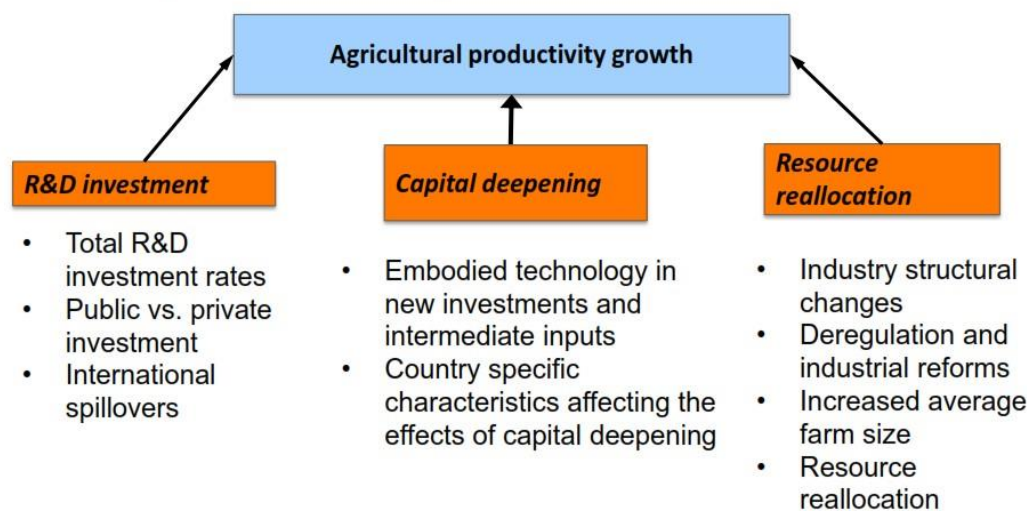 Agricultural productivity growth
R&D investment
• Total R&D
investment rates
• Public vs. private
investment
• International
spillovers
Capital deepening
• Embodied technology in
new investments and
intermediate inputs
• Country specific
characteristics affecting the
effects of capital deepening
Resource
reallocation
• Industry structural
changes
• Deregulation and
industrial reforms
• Increased average
farm size
• Resource
reallocation